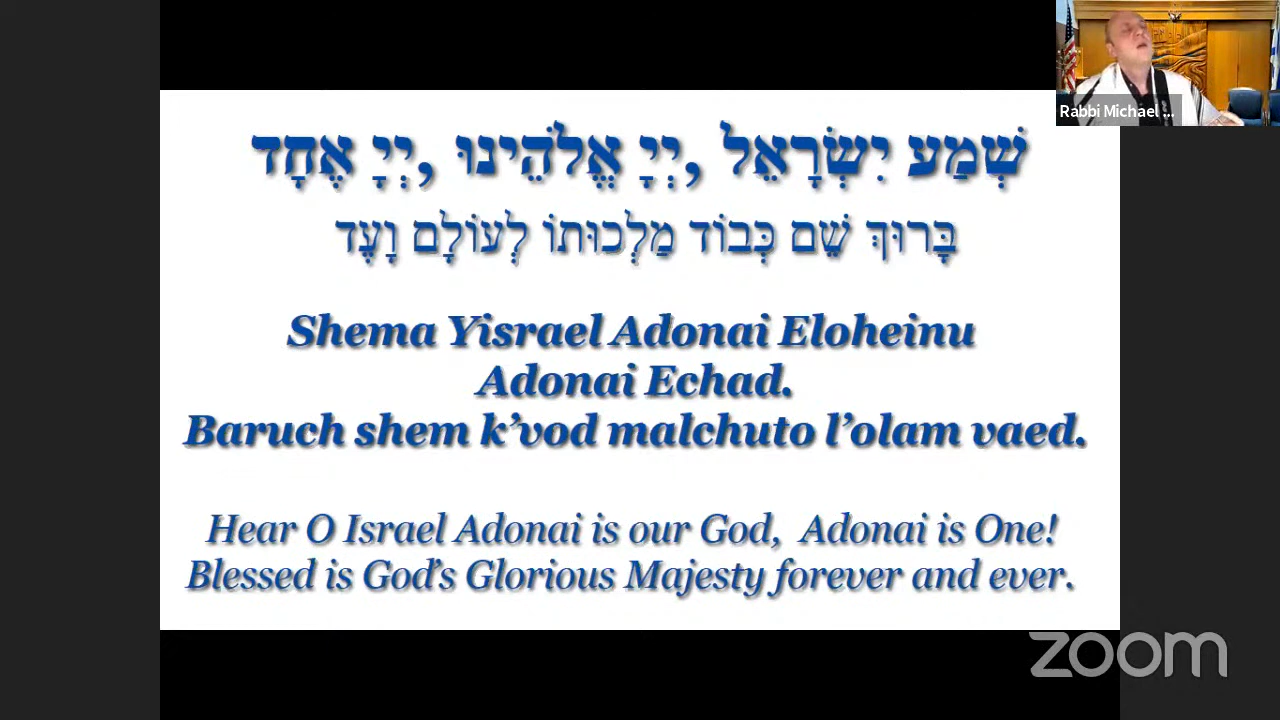 Rabbi Michael ...
שְׁמַע יִשְׂרָאֵל, יְיָ אֱלֹהֵינוּ, יְיָ אֶחָד
בָּרוּךְ שֵׁם כְּבוֹד מַלְכוּתוֹ לְעוֹלָם וָעֶד
Shema Yisrael Adonai Eloheinu
Adonai Echad.
Baruch shem k’vod malchuto l’olam vaed.
Hear O Israel Adonai is our God, Adonai is One!
Blessed is God’s Glorious Majesty forever and ever.
zoom